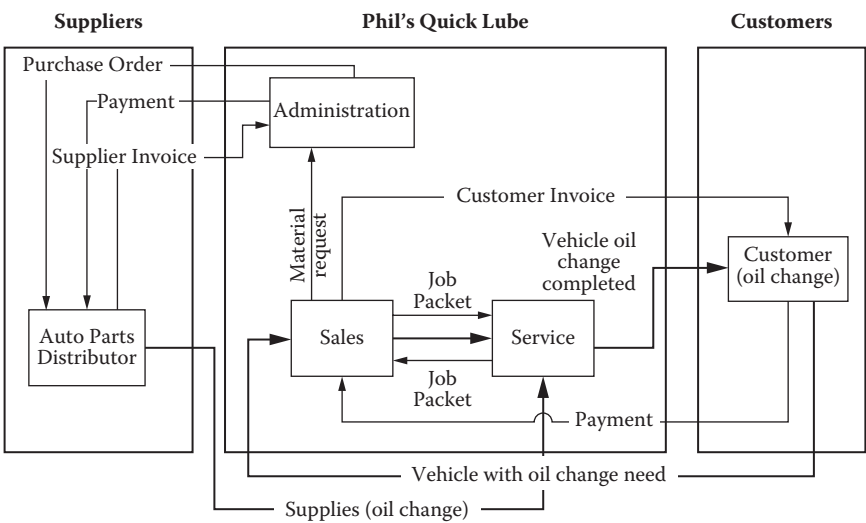 Suppliers
Phil's Quick Lube
Customers
Purchase Order
Payment
Administration
Supplier Invoice
Customer Invoice
Material
request
Vehicle oil
change
completed
Customer
(oil change)
Job
Packet
Auto Parts
Distributor
Sales
Service
Job
Packet
Payment
Vehicle with oil change need
Supplies (oil change)